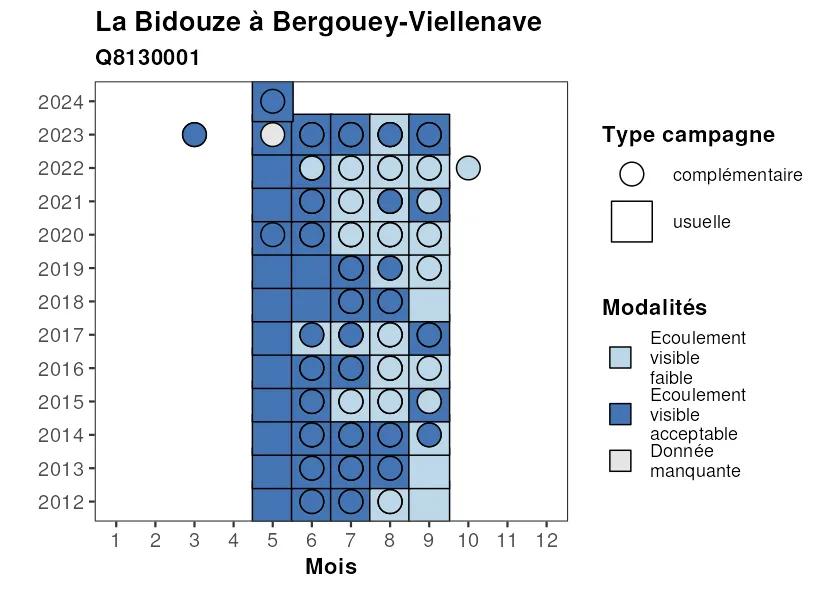 La Bidouze à Bergouey-Viellenave
Q8130001
2024
2023
2022
2021
2020
2019
2018
2017
2016
2015
2014
2013
2012
1 2 3 4 5 6 7 8 9 10 11 12
Mois
Type campagne
complémentaire
usuelle
Modalités
Ecoulement
visible
faible
Ecoulement
visible
acceptable
Donnée
manquante